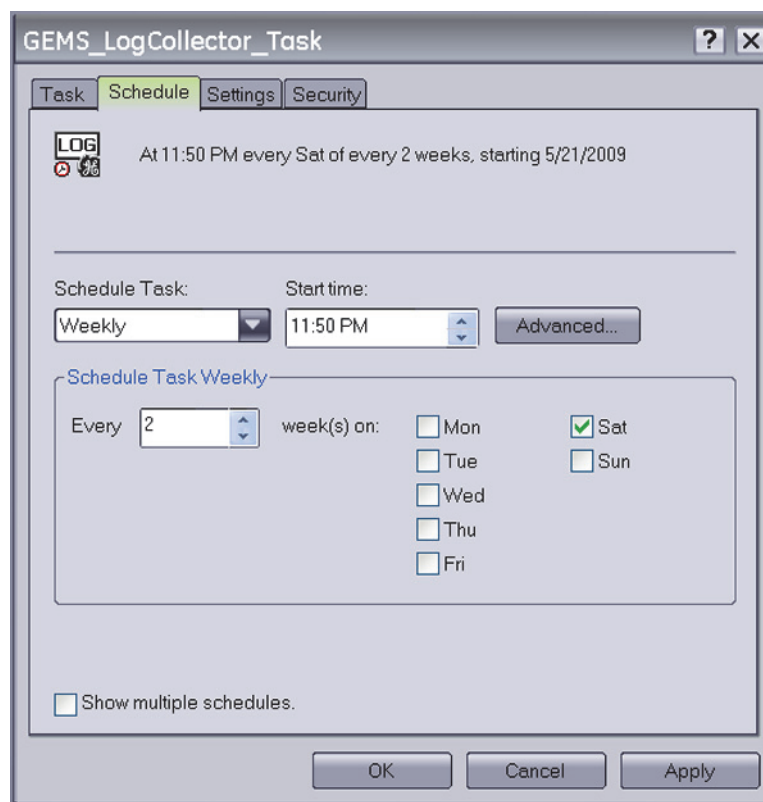 GEMS_LogCollector_Task
Task Schedule Settings Security
LOG
At 11:50 PM every Sat of every 2 weeks, starting 5/21/2009
Schedule Task: Start time:
Weekly 11:50 PM Advanced...
Schedule Task Weekly
Every 2 week(s) on: Mon Sat
Tue Sun
Wed
Thu
Fri
Show multiple schedules.
OK Cancel Apply